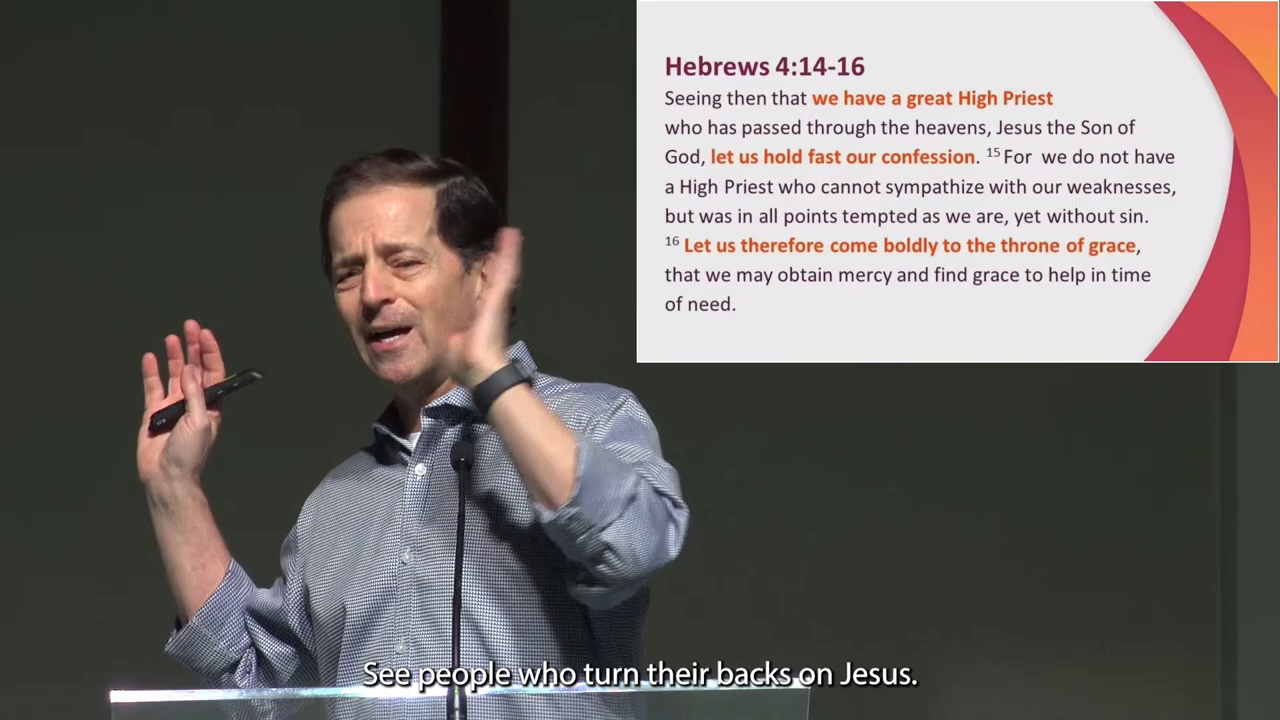 Hebrews 4:14-16
Seeing then that we have a great High Priest
who has passed through the heavens, Jesus the Son of
God, let us hold fast our confession. 15 For we do not have
a High Priest who cannot sympathize with our weaknesses,
but was in all points tempted as we are, yet without sin.
16 Let us therefore come boldly to the throne of grace,
that we may obtain mercy and find grace to help in time
of need.
See people who turn their backs on Jesus.